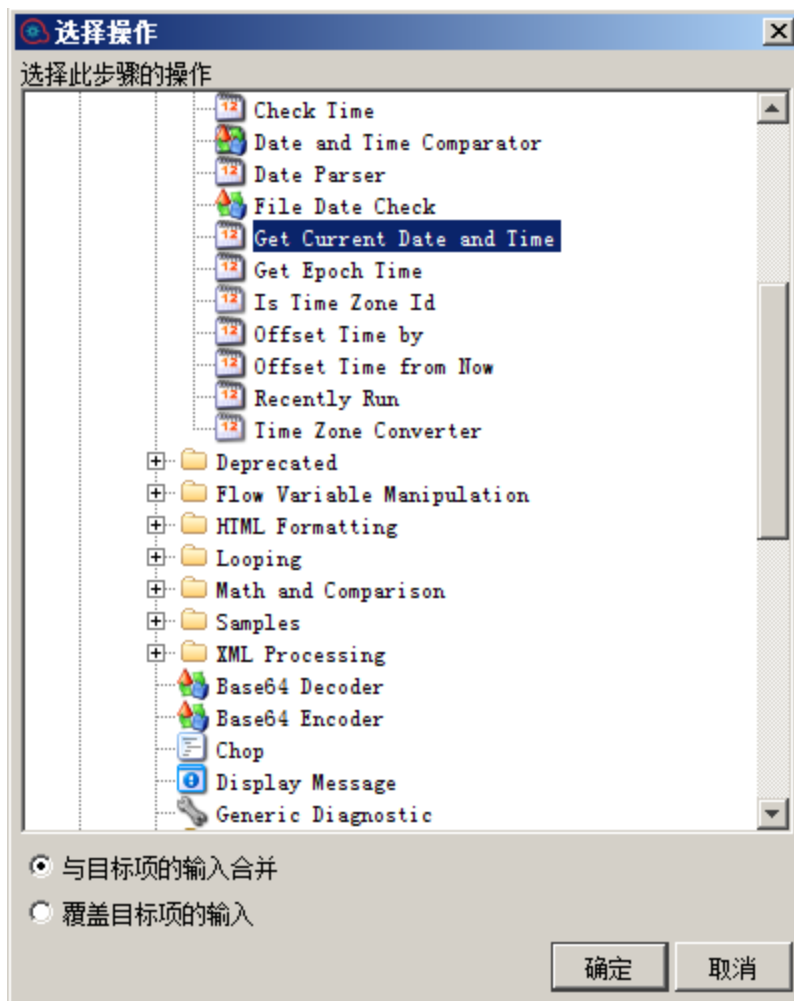 选择操作
选择此步骤的操作
Check Time
Date and Time Comparator
Date Parser
File Date Check
Get Current Date and Time
Get Epoch Time
Is Time Zone Id
Offset Time by
Offset Time from Now
Recently Run
Time Zone Converter
Deprecated
Flow Variable Manipulation
HTML Formatting
Looping
Math and Comparison
Samples
XML Processing
Base64 Decoder
Base64 Encoder
Chop
Display Message
Generic Diagnostic
与目标项的输入合并
覆盖目标项的输入
确定 取消